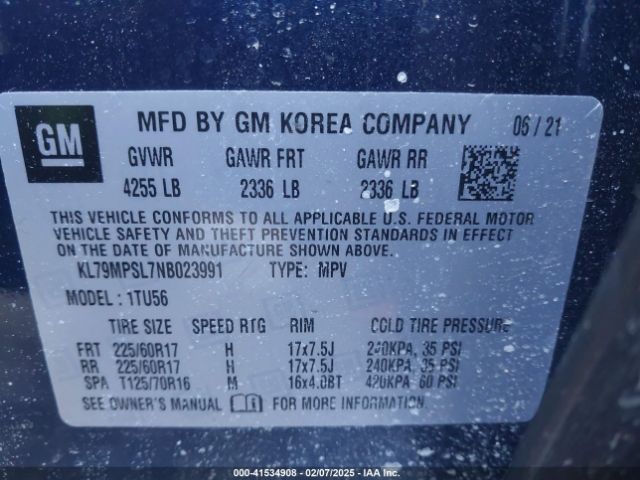 GM
MFD BY GM KOREA COMPANY 06/21
GVWR GAWR FRT GAWR RR
4255 LB 2336 LB 2336 LB
THIS VEHICLE CONFORMS TO ALL APPLICABLE U.S. FEDERAL MOTOR
VEHICLE SAFETY AND THEFT PREVENTION STANDARDS IN EFFECT
ON THE DATE OF MANUFACTURE SHOWN ABOVE.
KL79MPSL7NB023991 TYPE: MPV
MODEL: 1TU56
TIRE SIZE SPEED RTG RIM COLD TIRE PRESSURE
FRT 225/60R17 H 17x7.5J 240KPA, 35 PSI
RR 225/60R17 H 17x7.5J 240KPA, 35 PSI
SPA T125/70R16 M 16x4.0BT 420KPA, 60 PSI
SEE OWNER'S MANUAL FOR MORE INFORMATION
000-41534908 - 02/07/2025 - IAA Inc.